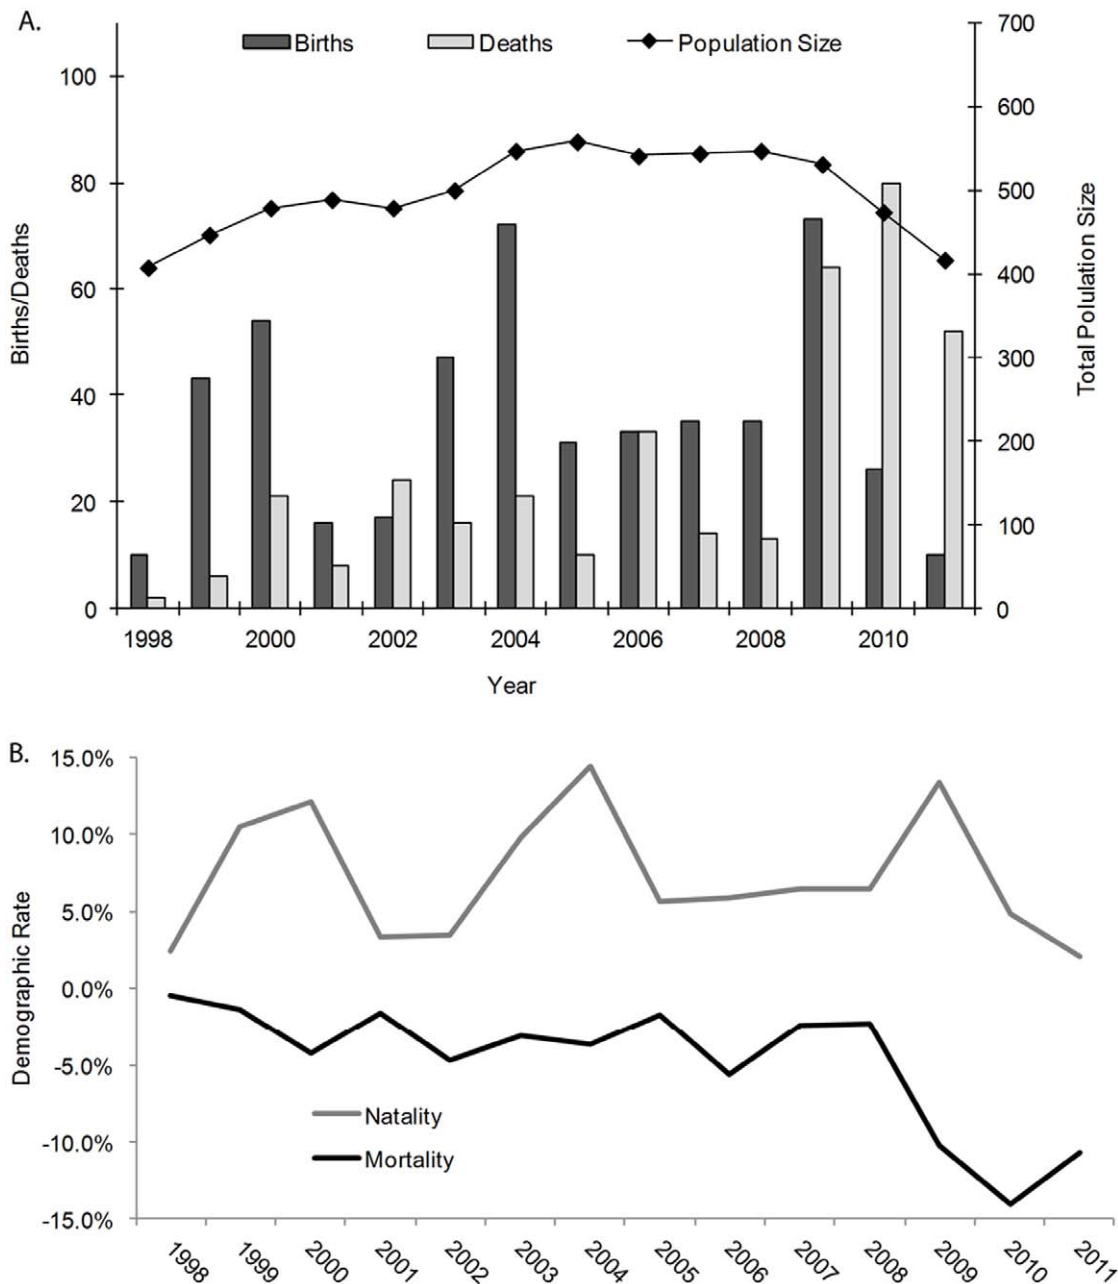 A.
Births Deaths Population Size
100
80
60
40
20
0
700
600
500
400
300
200
100
0
Births/Deaths
Total Polulation Size
1998 2000 2002 2004 2006 2008 2010
Year
B.
15.0%
10.0%
5.0%
0.0%
-5.0%
-10.0%
-15.0%
Demographic Rate
Natality
Mortality
1998 1999 2000 2001 2002 2003 2004 2005 2006 2007 2008 2009 2010 2011